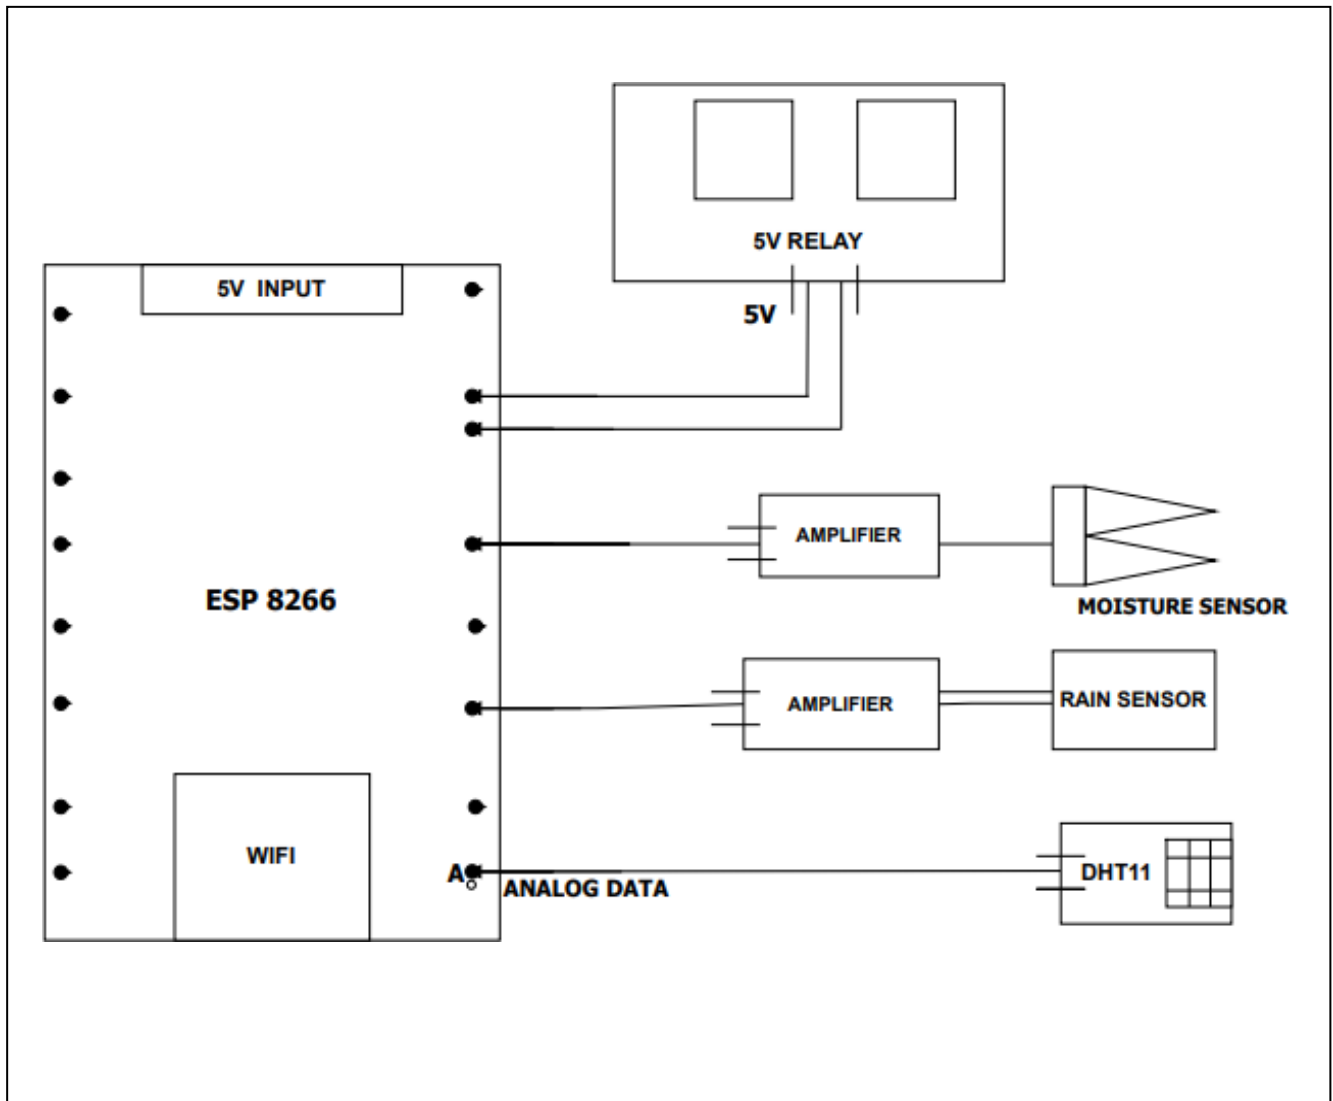 5V RELAY
5V INPUT
5V
AMPLIFIER
ESP 8266
MOISTURE SENSOR
AMPLIFIER
RAIN SENSOR
WIFI
A
ANALOG DATA
DHT11